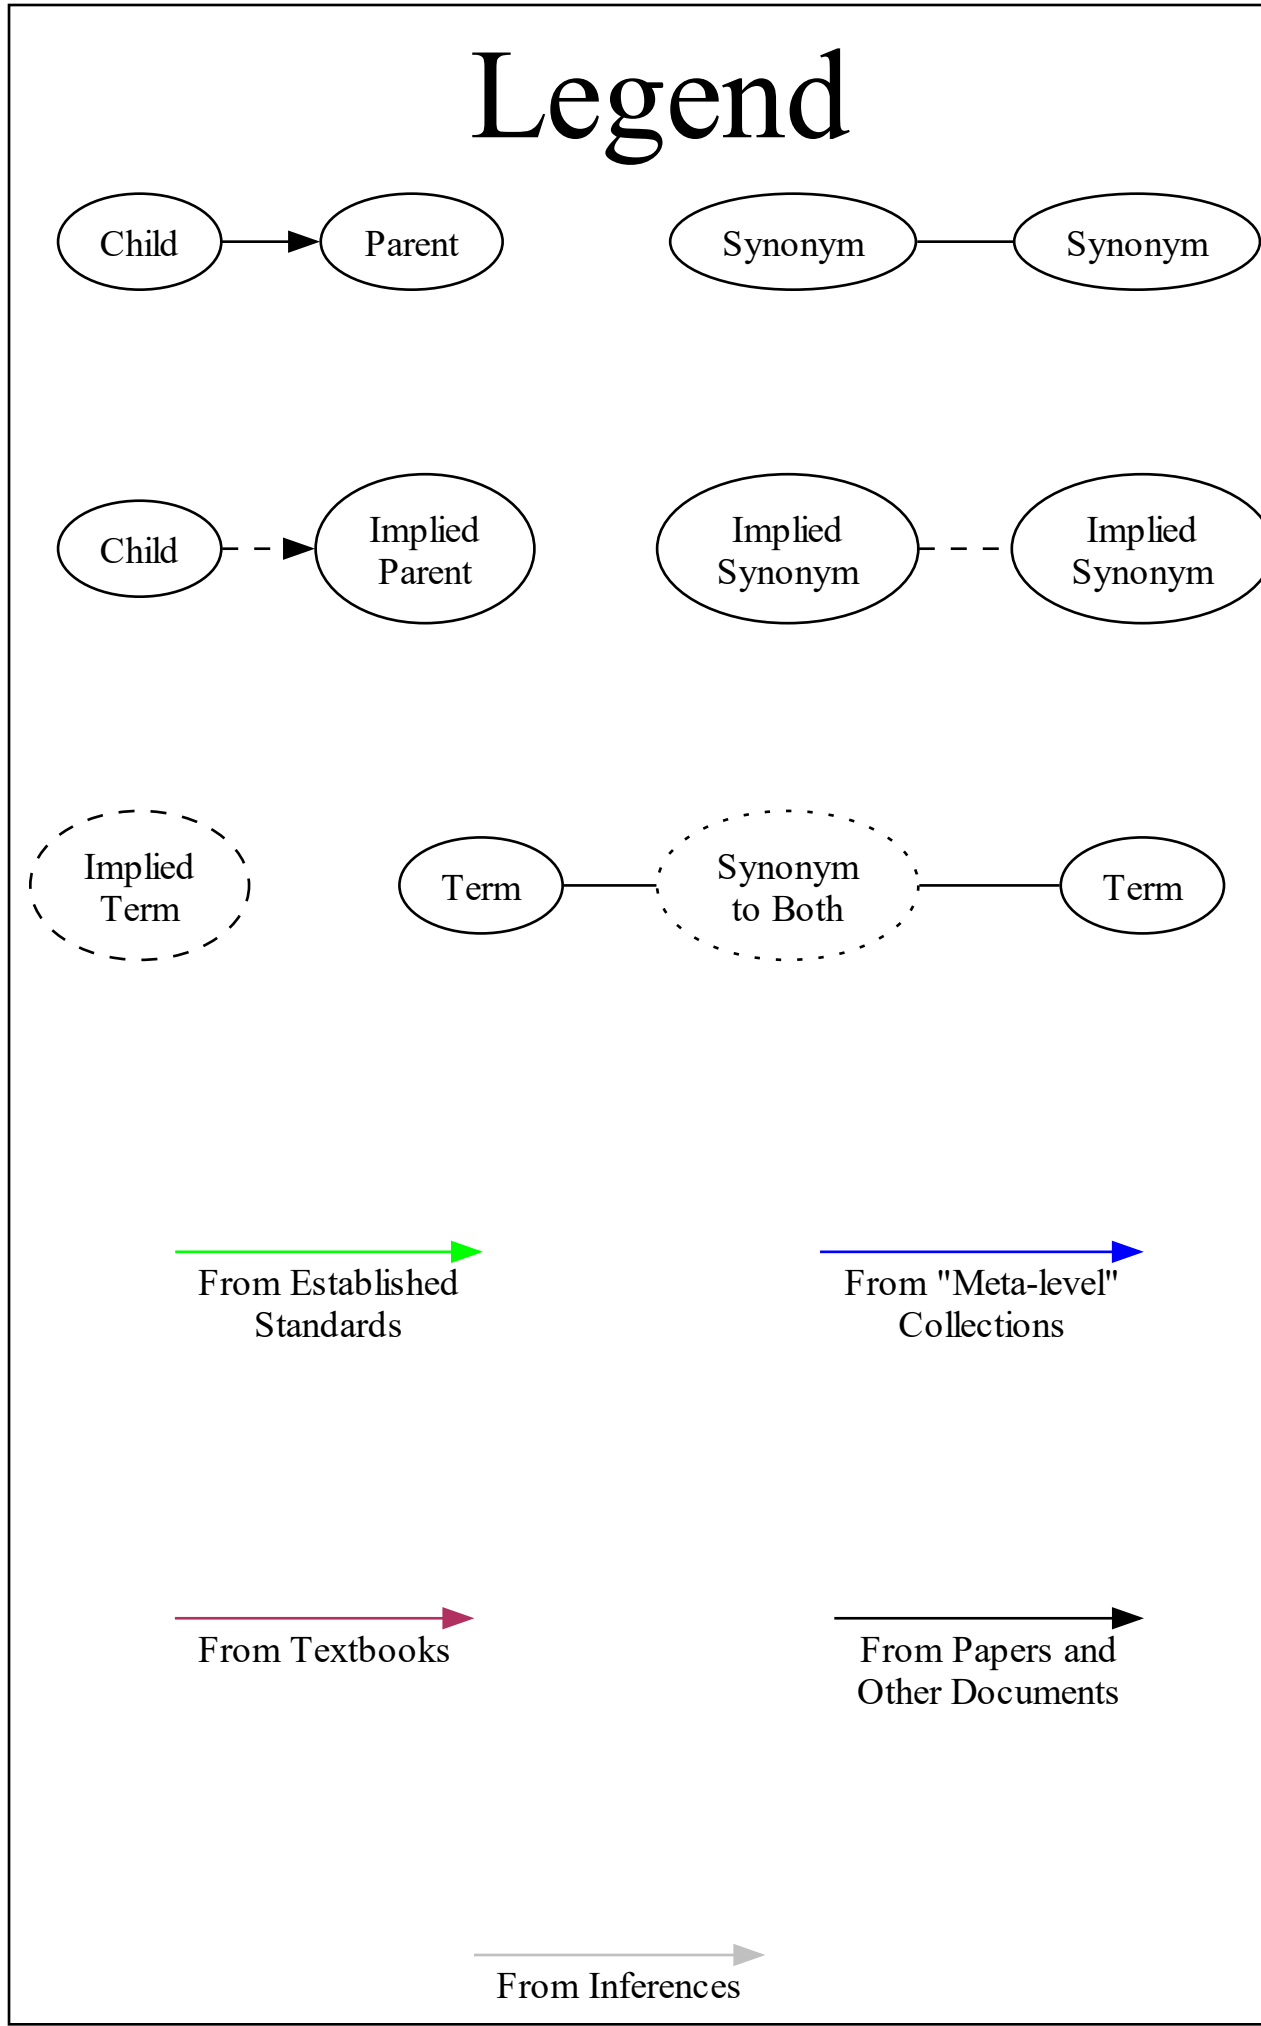 Legend
Child
Parent
Synonym
Synonym
Child
Implied
Parent
Implied
Synonym
Implied
Synonym
Implied
Term
Term
Synonym
to Both
Term
From Established
Standards
From "Meta-level"
Collections
From Textbooks
From Papers and
Other Documents
From Inferences